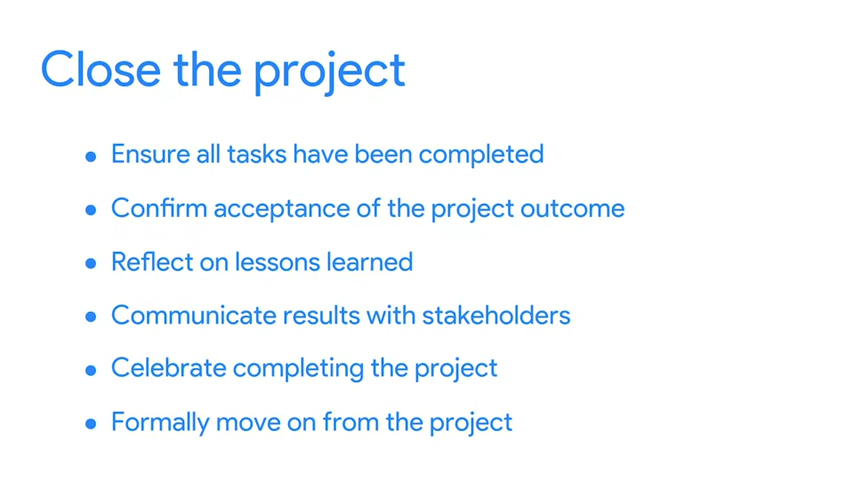 Close the project
• Ensure all tasks have been completed
• Confirm acceptance of the project outcome
• Reflect on lessons learned
• Communicate results with stakeholders
• Celebrate completing the project
• Formally move on from the project